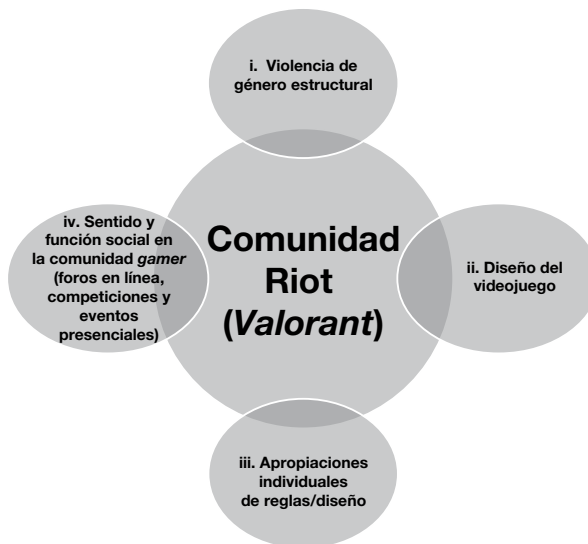 i. Violencia de
género estructural
iv. Sentido y
función social en
la comunidad gamer
(foros en línea,
competiciones y
eventos
presenciales)
Comunidad
Riot
(Valorant)
ii. Diseño del
videojuego
iii. Apropiaciones
individuales
de reglas/diseño